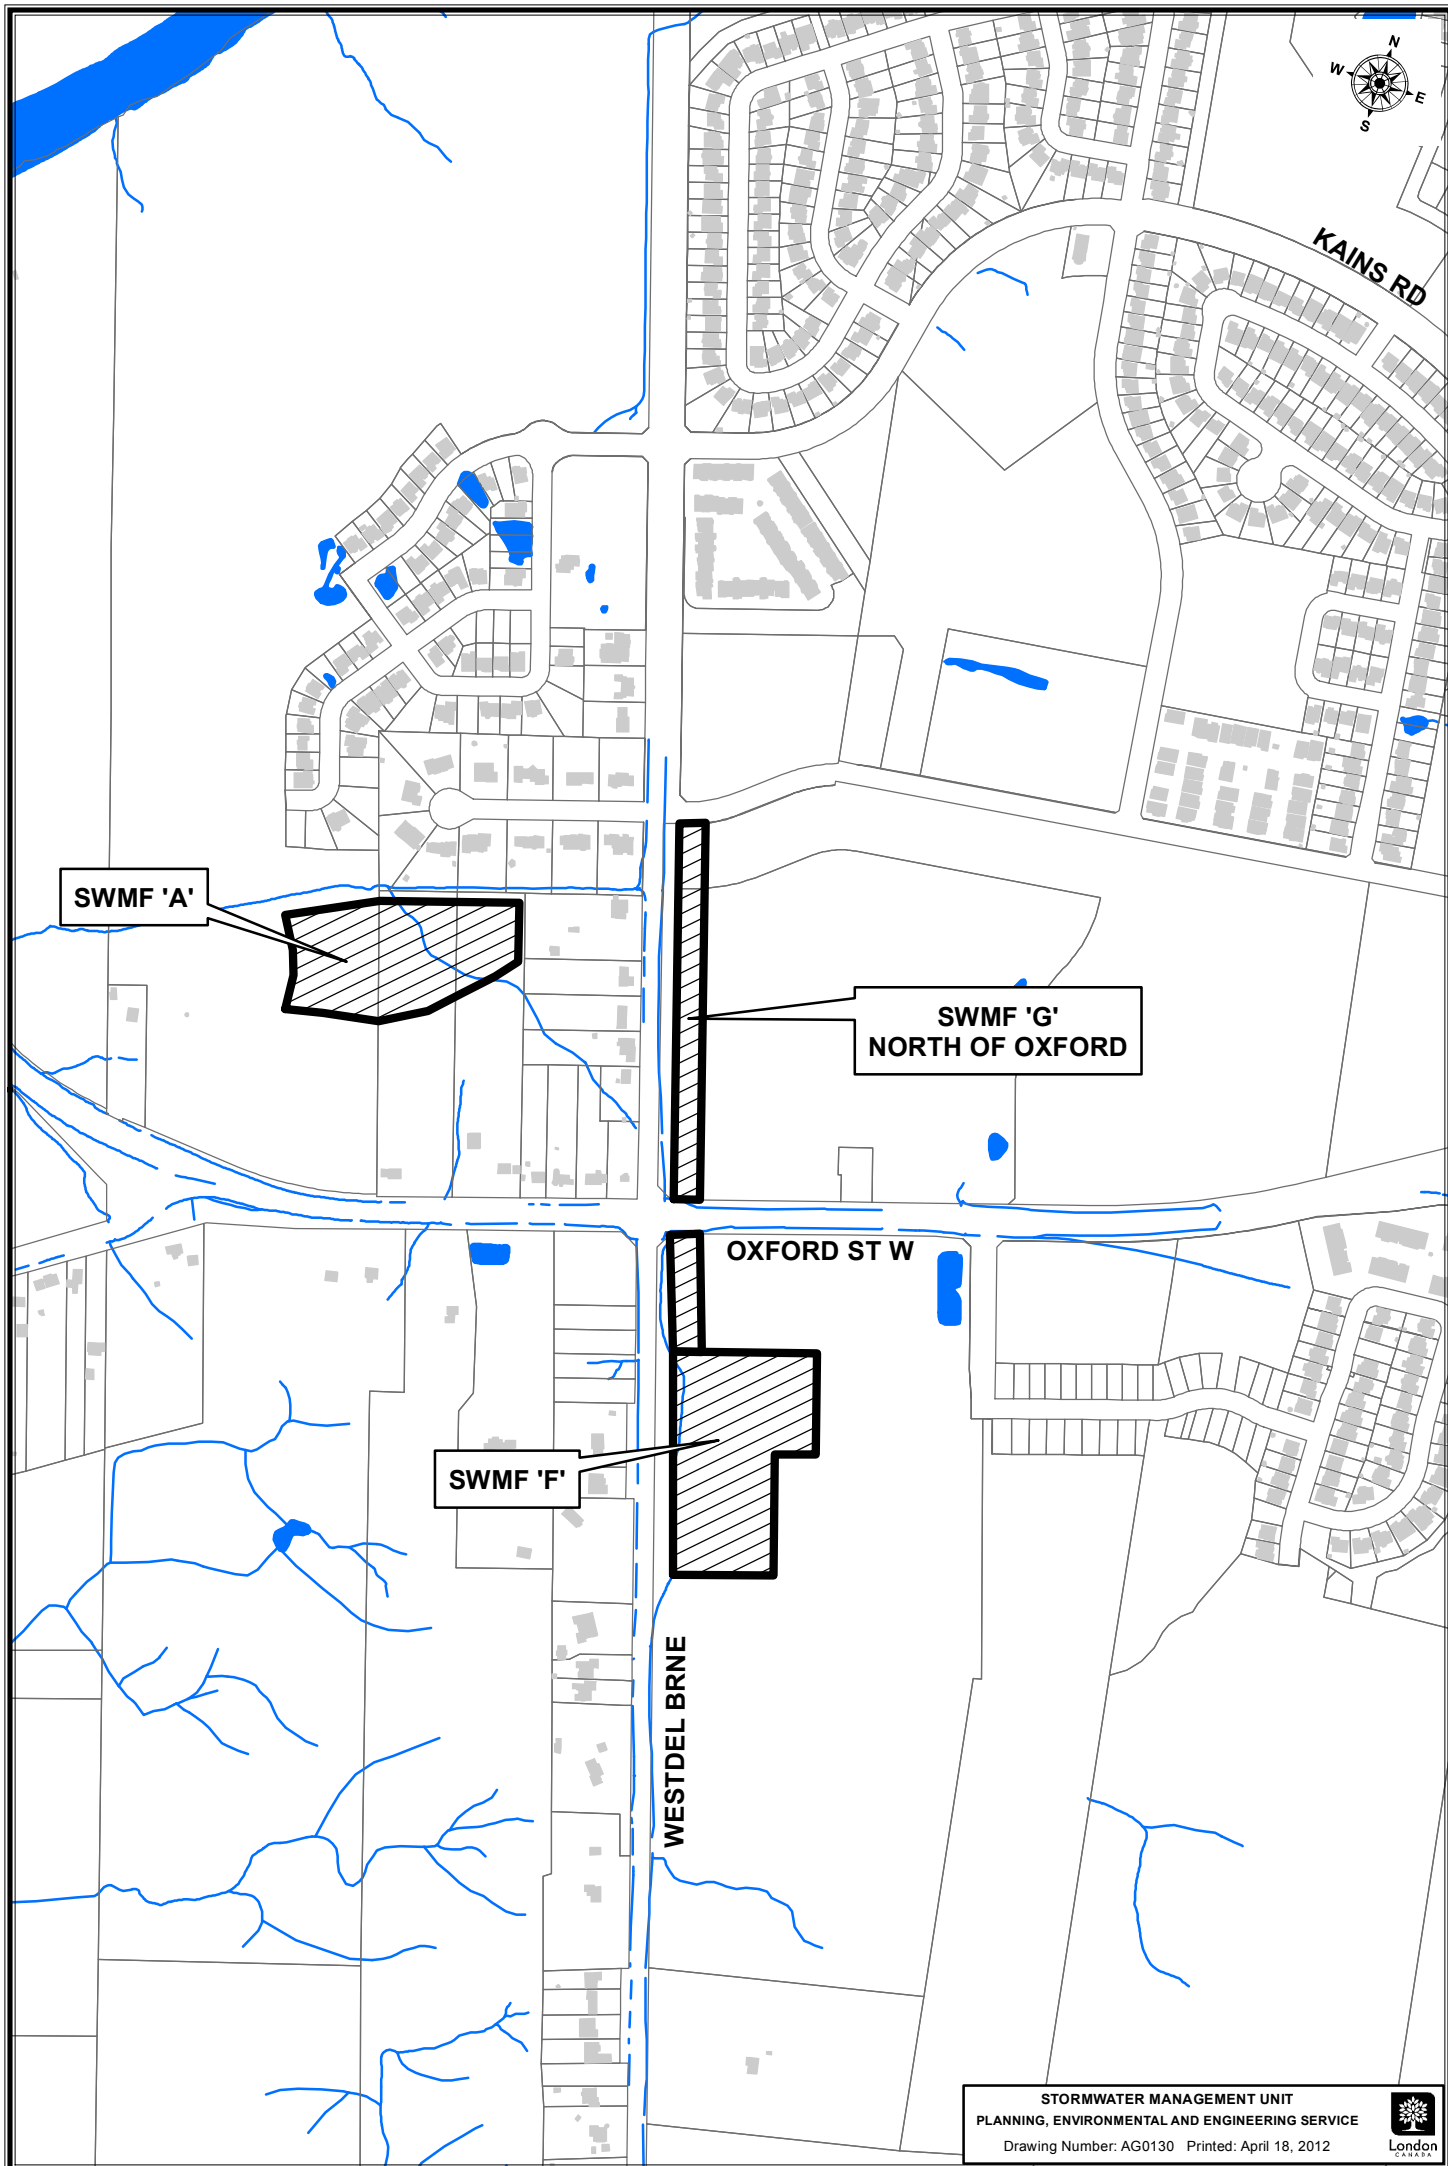 N
W
E
S
KAINS RD
SWMF 'A'
SWMF 'G'
NORTH OF OXFORD
OXFORD ST W
SWMF 'F'
WESTDEL BRNE
STORMWATER MANAGEMENT UNIT
PLANNING, ENVIRONMENTAL AND ENGINEERING SERVICE
Drawing Number: AG0130 Printed: April 18, 2012
London
CANADA